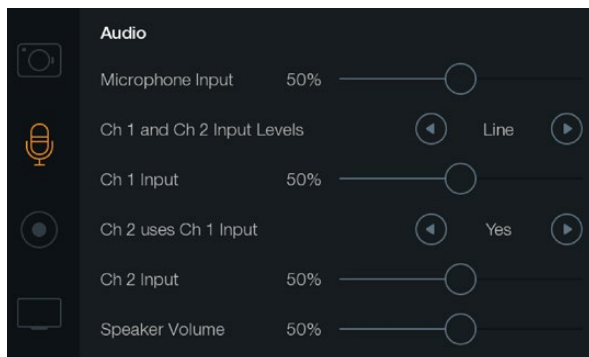 Audio
Microphone Input 50%
Ch 1 and Ch 2 Input Levels Line
Ch 1 Input 50%
Ch 2 uses Ch 1 Input Yes
Ch 2 Input 50%
Speaker Volume 50%